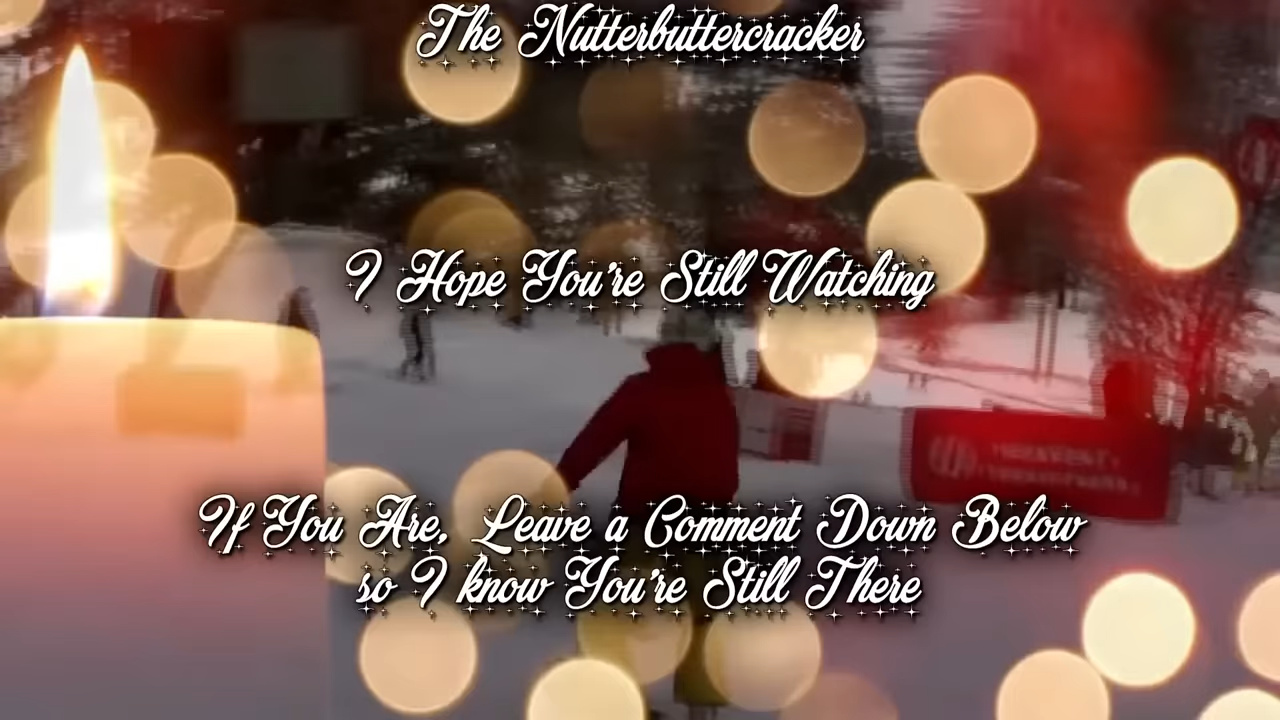 The Nutterbuttercracker
I Hope You're Still Watching
If You Are, Leave a Comment Down Below
so I know You're Still There